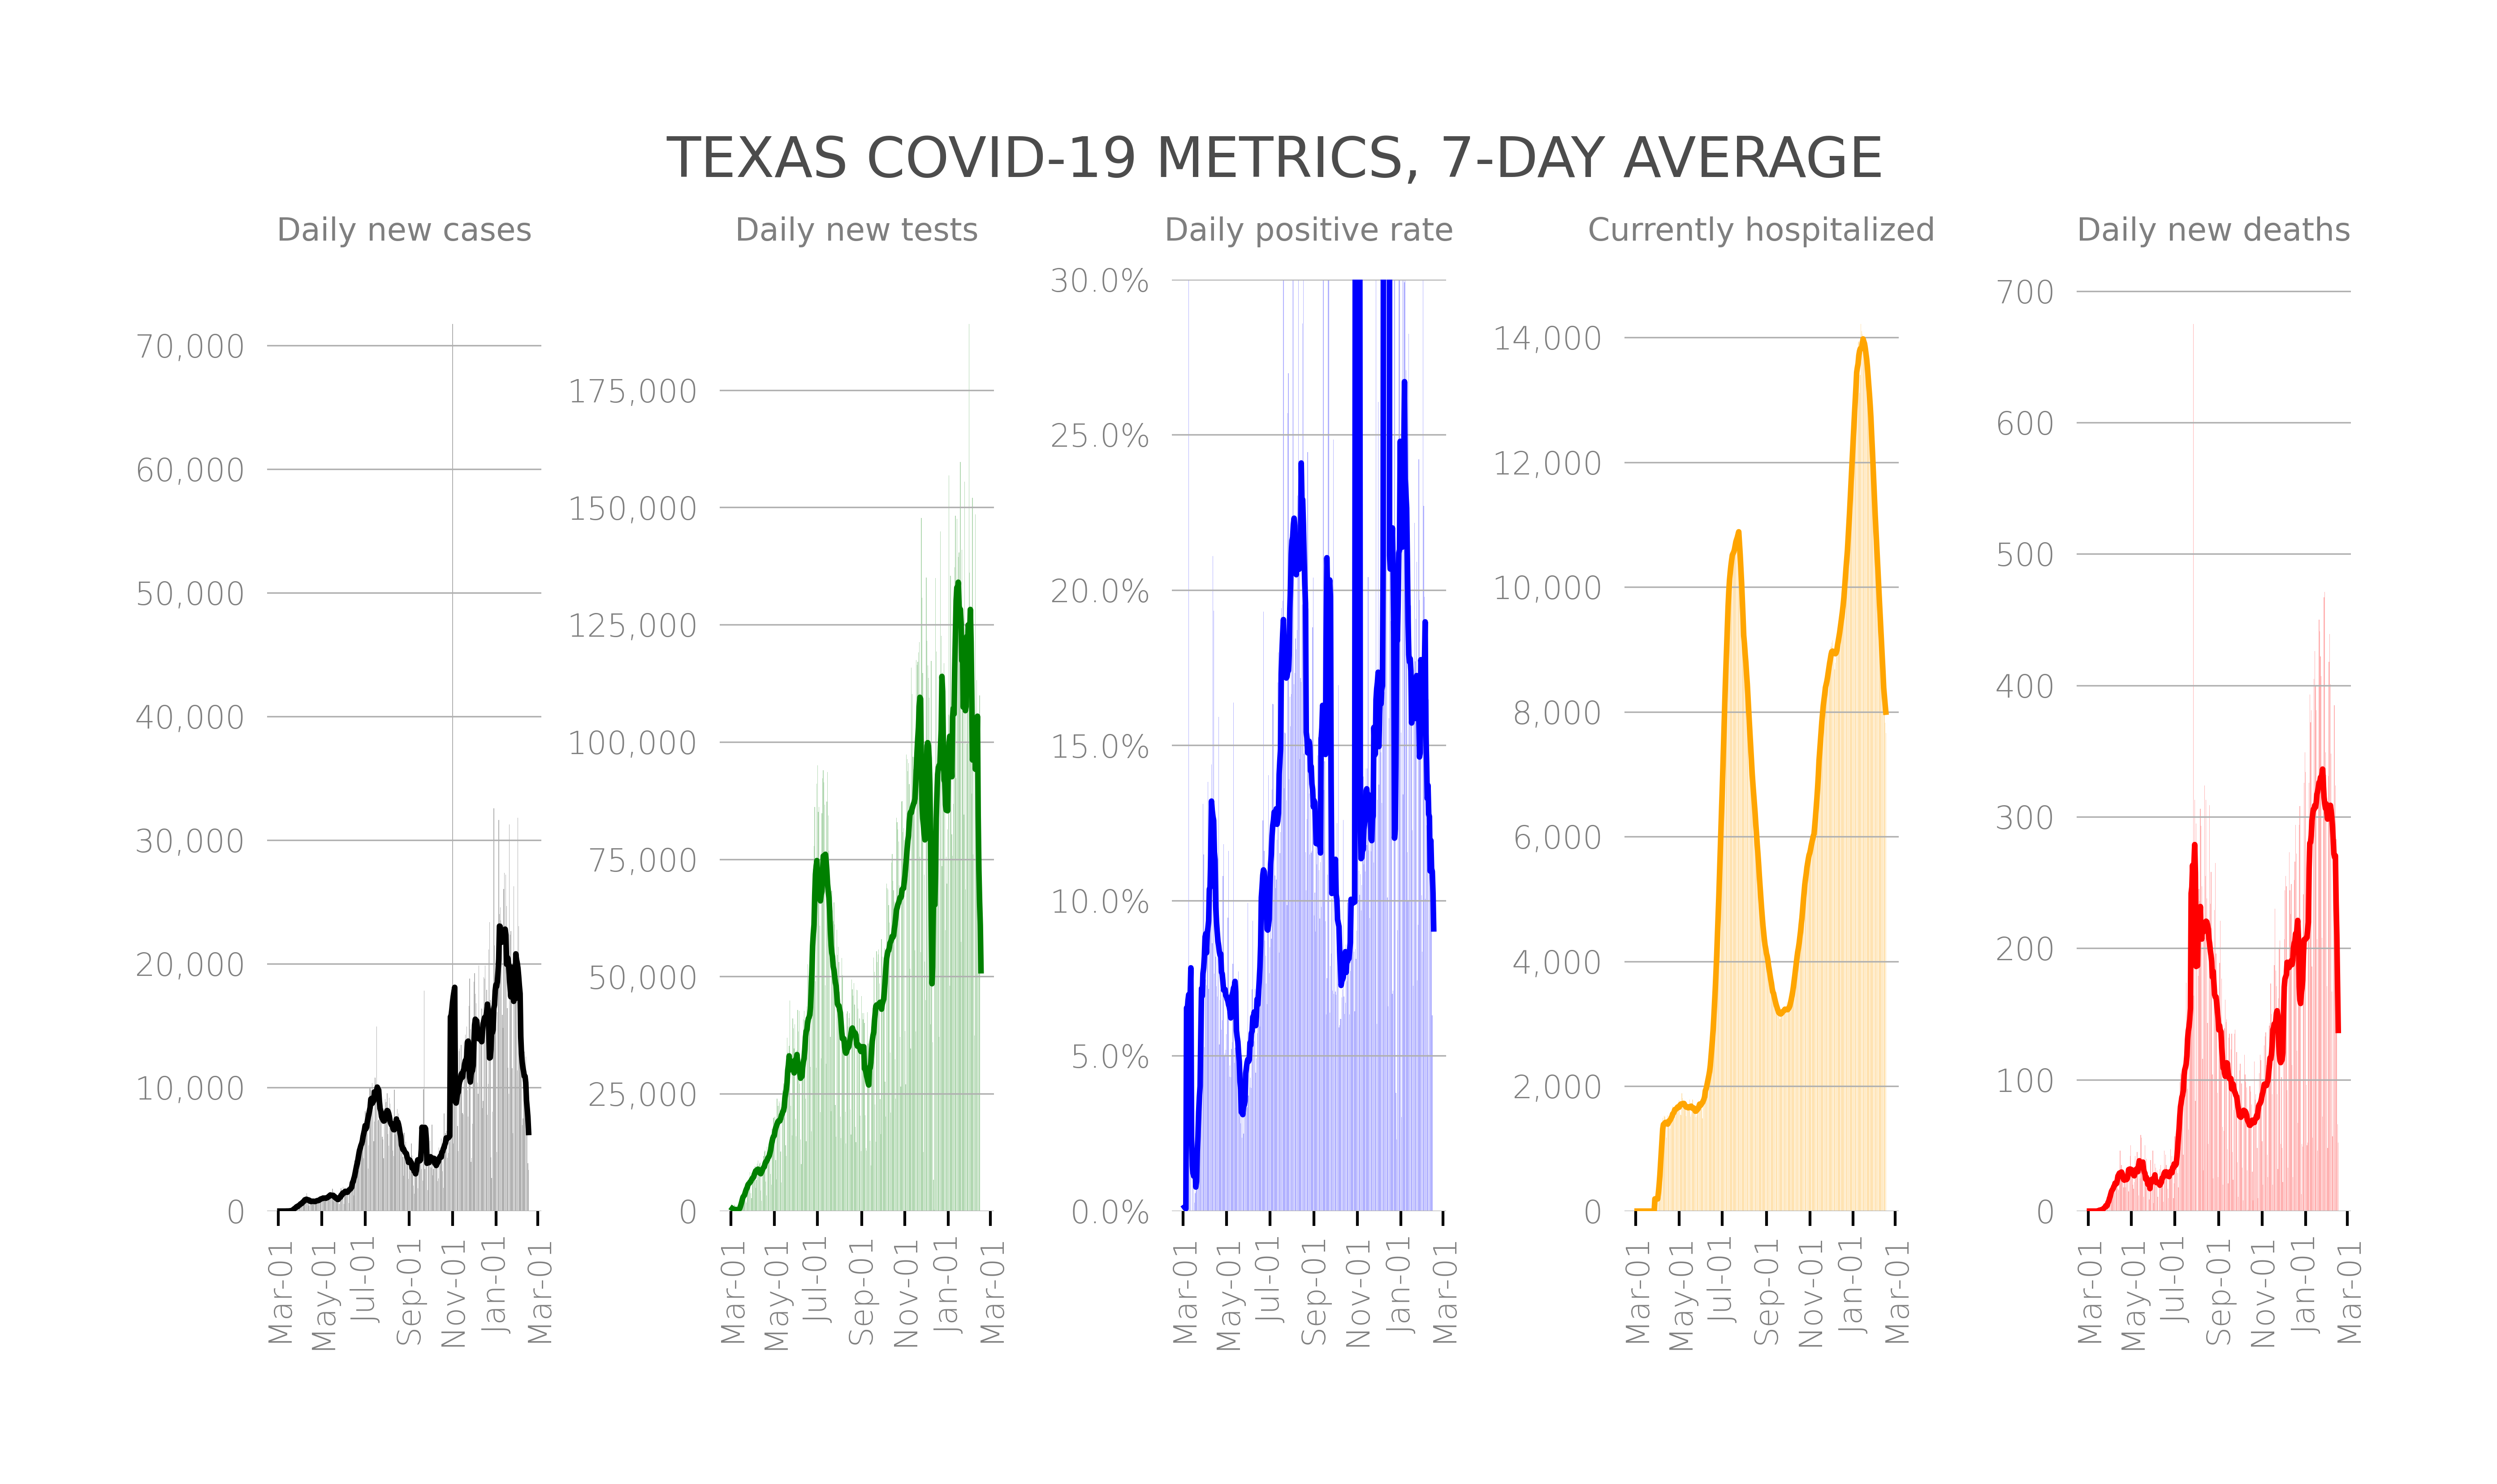 TEXAS COVID-19 METRICS, 7-DAY AVERAGE
Daily new cases
70,000
60,000
50,000
40,000
30,000
20,000
10,000
0
Mar-01
May-01
Jul-01
Sep-01
Nov-01
Jan-01
Mar-01
Daily new tests
175,000
150,000
125,000
100,000
75,000
50,000
25,000
0
Mar-01
May-01
Jul-01
Sep-01
Nov-01
Jan-01
Mar-01
Daily positive rate
30.0%
25.0%
20.0%
15.0%
10.0%
5.0%
0.0%
Mar-01
May-01
Jul-01
Sep-01
Nov-01
Jan-01
Mar-01
Currently hospitalized
14,000
12,000
10,000
8,000
6,000
4,000
2,000
0
Mar-01
May-01
Jul-01
Sep-01
Nov-01
Jan-01
Mar-01
Daily new deaths
700
600
500
400
300
200
100
0
Mar-01
May-01
Jul-01
Sep-01
Nov-01
Jan-01
Mar-01